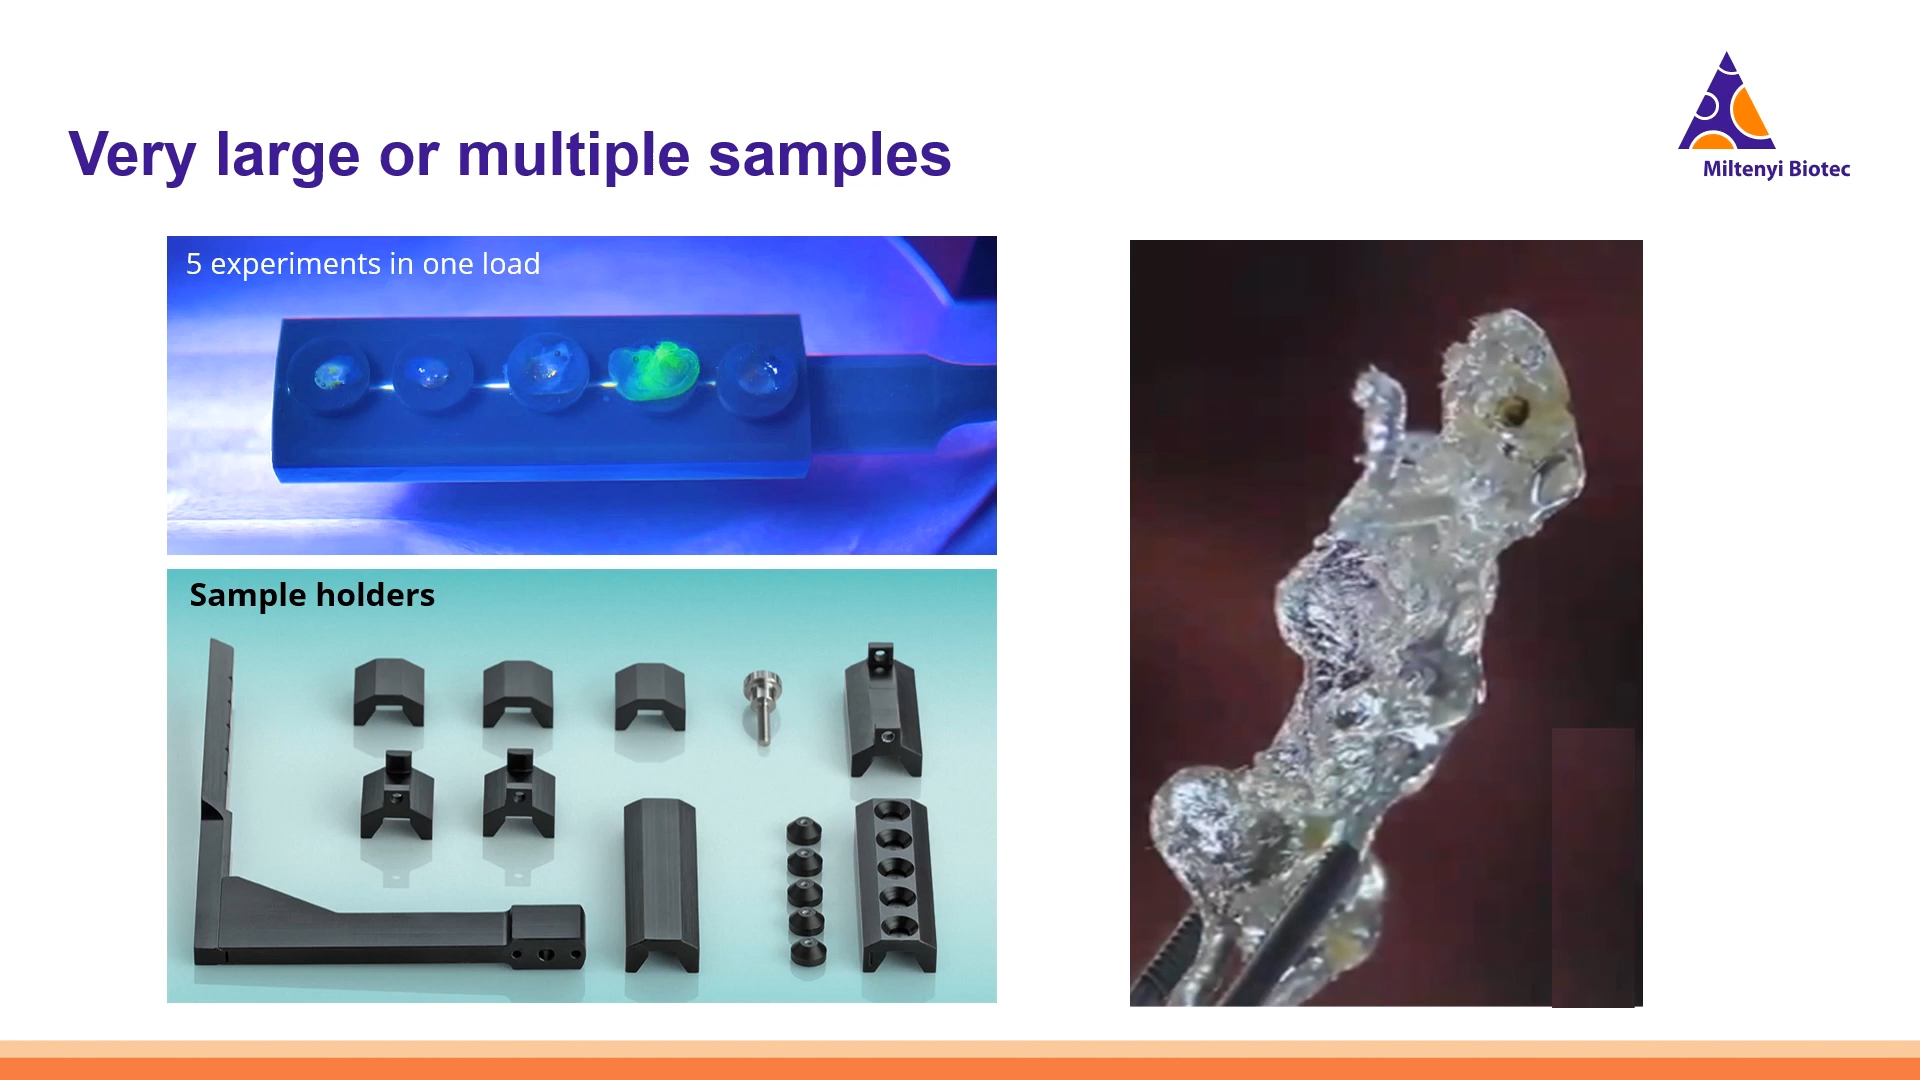 Very large or multiple samples
Miltenyi Biotec
5 experiments in one load
Sample holders